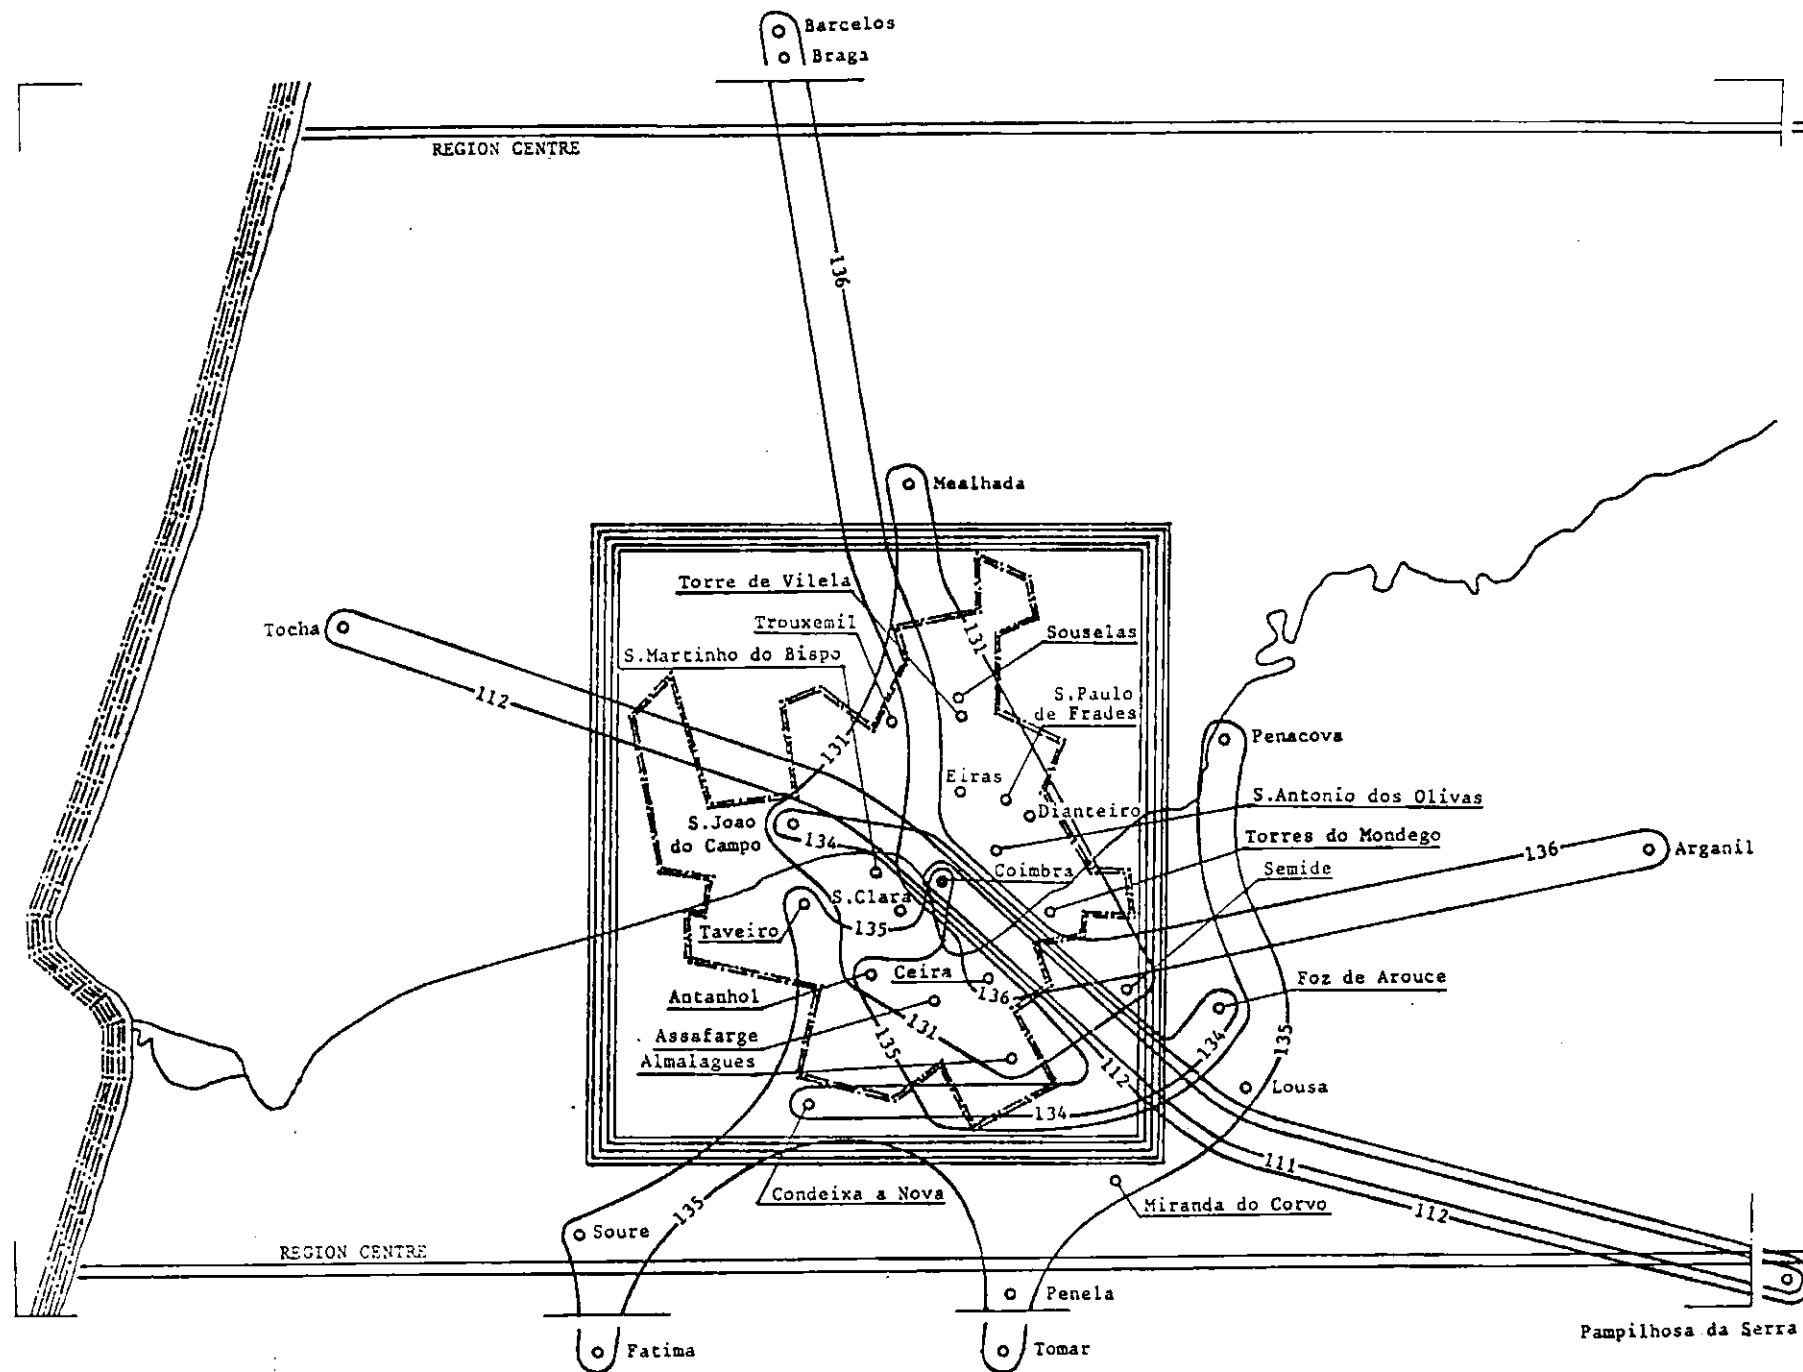 Barcelos
Braga
REGION CENTRE
136
Mealhada
Torre de Vilela
Tocha
Trouxemil
131
Souselas
S.Martinho do Bispo
112
S.Paulo
de Frades
131
Penacova
Eiras
S.Antonio dos Olivas
Dianteiro
S.Joao
do Campo
134
Torres do Mondego
136
Arganil
Coimbra
Semide
S.Clara
Taveiro
135
Ceira
Foz de Arouce
Antanhol
136
Assafarge
131
135
134
135
Almalagues
112
Lousa
134
111
Condeixa a Nova
Miranda do Corvo
112
135
Soure
REGION CENTRE
Penela
Pampilhosa da Serra
Fatima
Tomar